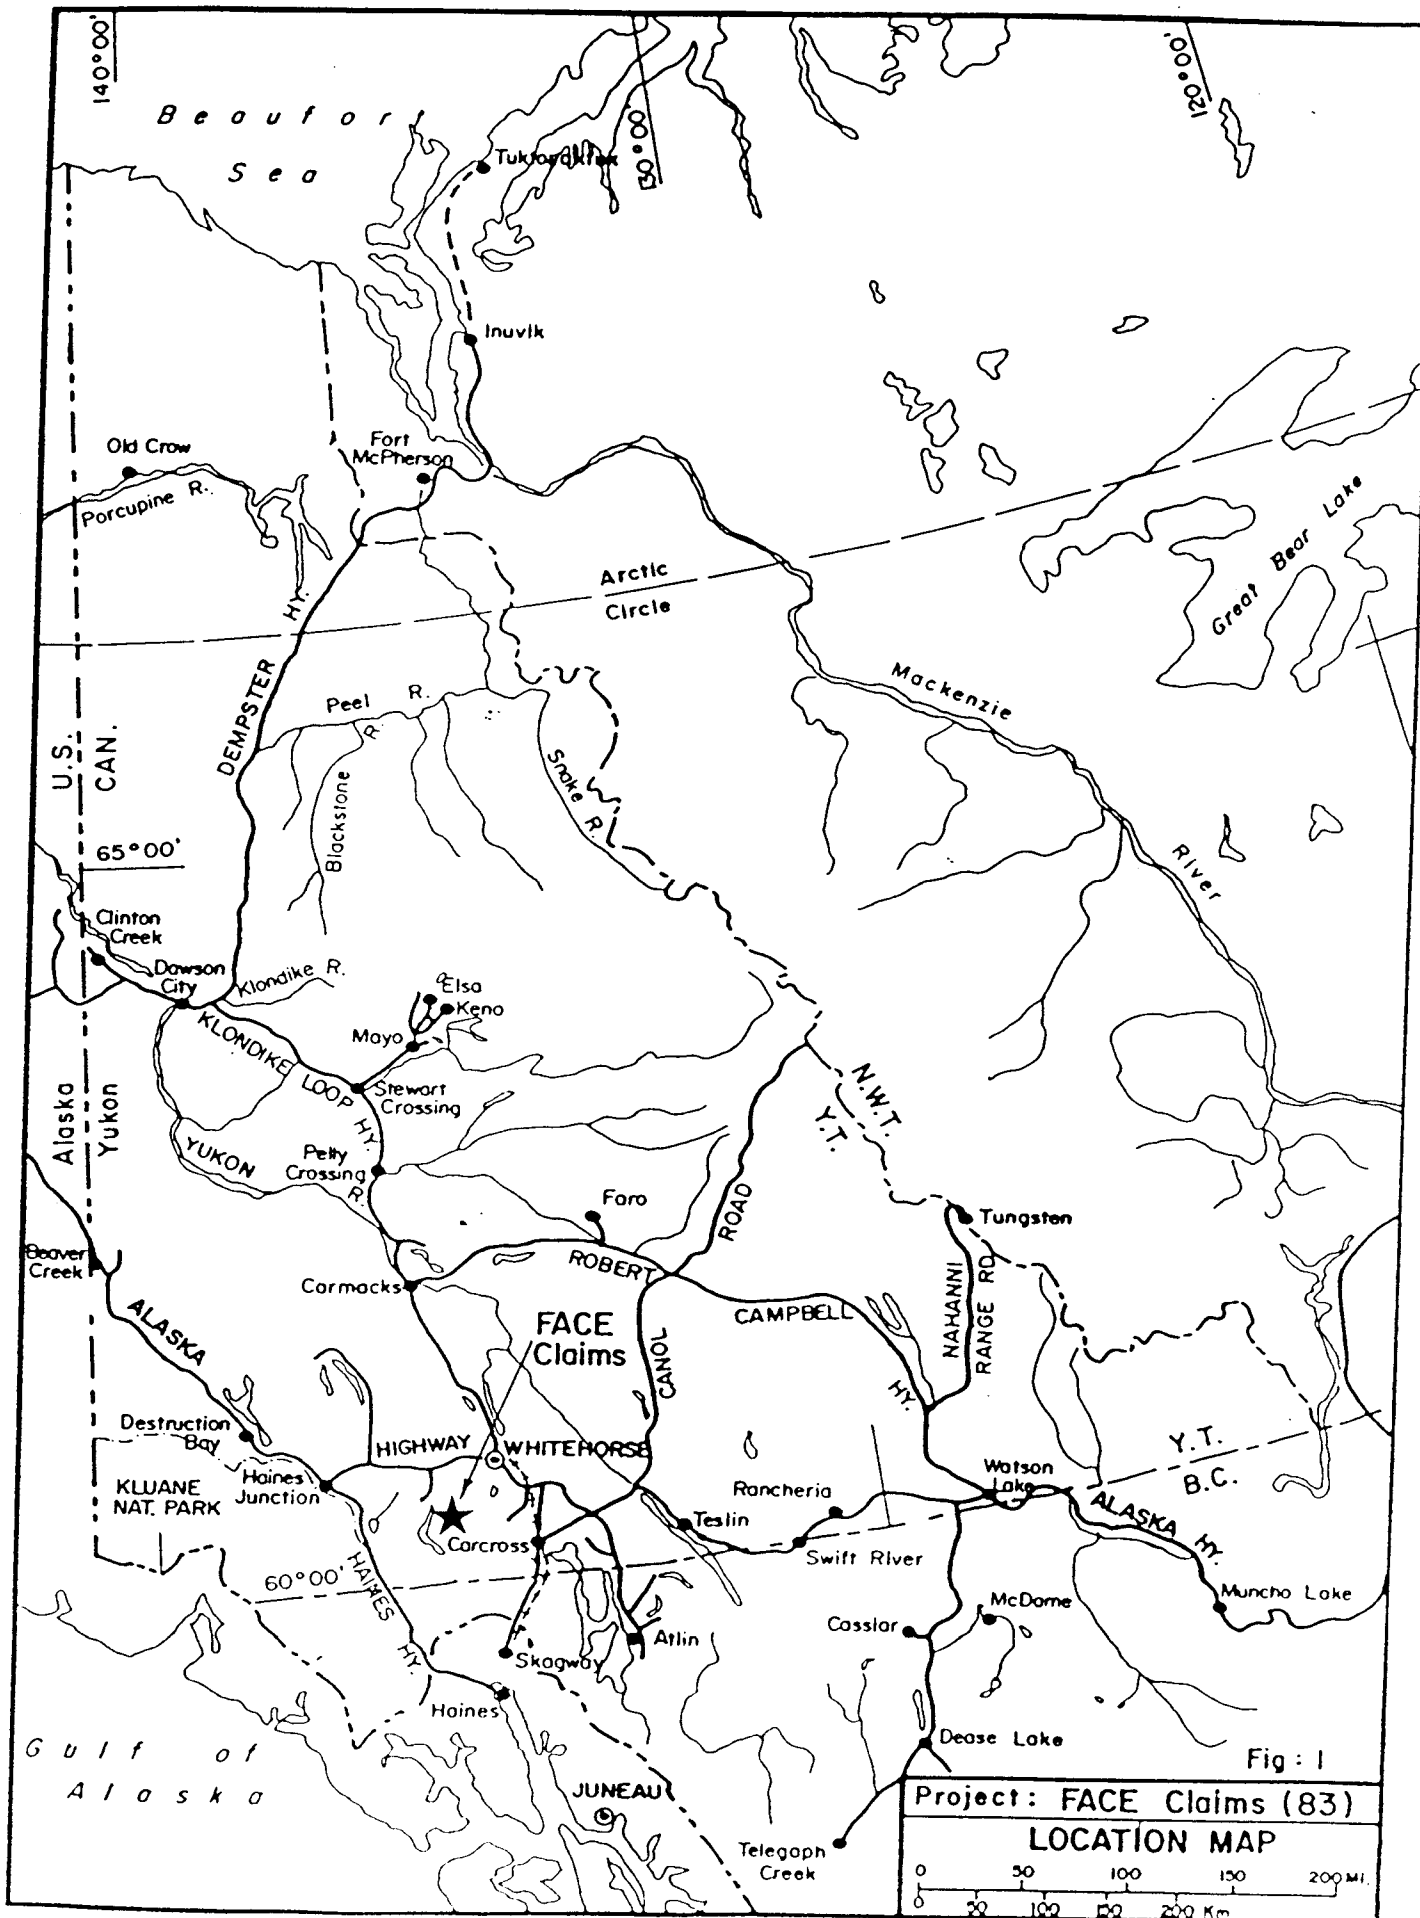 140°00'
130°00'
120°00'
Beaufort
Sea
Tuktoyaktuk
Inuvik
Old Crow
Fort
McPherson
Porcupine R.
Great Bear Lake
Arctic
Circle
DEMPSTER HY.
Mackenzie
River
Peel R.
Blackstone R.
Snake R.
U.S.
CAN.
65°00'
Clinton
Creek
Dawson
City
Klondike R.
Elsa
Keno
Mayo
KLONDIKE LOOP HY.
Stewart
Crossing
N.W.T.
Y.T.
Alaska
Yukon
YUKON R.
Pelly
Crossing
Faro
ROAD
Tungsten
Beaver
Creek
ROBERT
CAMPBELL
HY.
NAHANNI
RANGE RD.
Carmacks
FACE
Claims
CANOL
ALASKA
Destruction
Bay
HIGHWAY
WHITEHORSE
Y.T.
B.C.
KLUANE
NAT. PARK
Haines
Junction
Rancheria
Watson
Lake
Teslin
ALASKA HY.
Carcross
Swift River
60°00'
HAINES HY.
Muncho Lake
McDame
Cassiar
Atlin
Skagway
Haines
Dease Lake
Gulf of
Alaska
JUNEAU
Telegaph
Creek
Fig : 1
Project: FACE Claims (83)
LOCATION MAP
0 50 100 150 200 MI.
0 50 100 150 200 Km